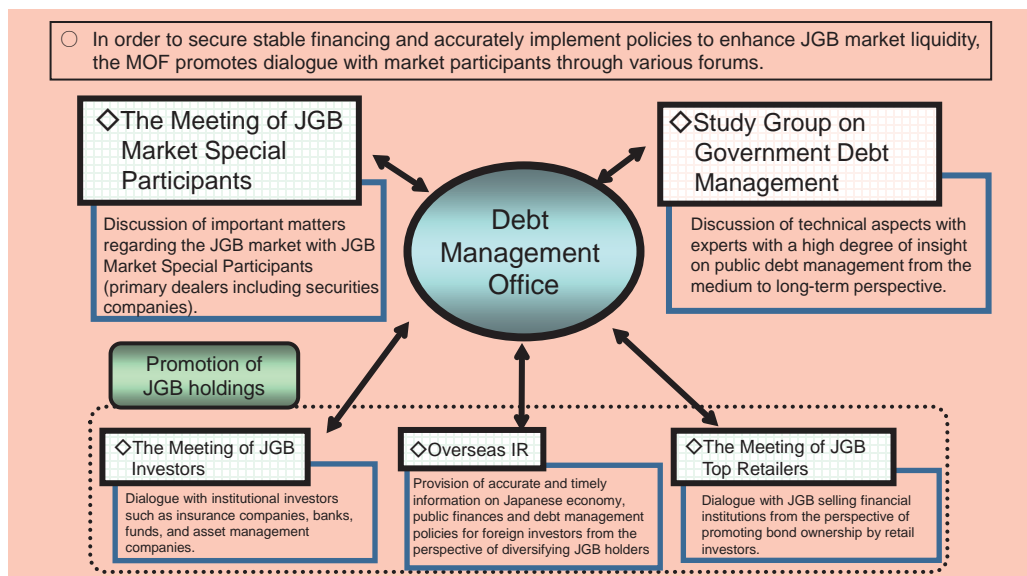 ○ In order to secure stable financing and accurately implement policies to enhance JGB market liquidity,
the MOF promotes dialogue with market participants through various forums.
◇The Meeting of JGB
Market Special
Participants
Discussion of important matters
regarding the JGB market with JGB
Market Special Participants
(primary dealers including securities
companies).
◇Study Group on
Government Debt
Management
Discussion of technical aspects with
experts with a high degree of insight
on public debt management from the
medium to long-term perspective.
Debt
Management
Office
Promotion of
JGB holdings
◇The Meeting of JGB
Investors
Dialogue with institutional investors
such as insurance companies, banks,
funds, and asset management
companies.
◇Overseas IR
Provision of accurate and timely
information on Japanese economy,
public finances and debt management
policies for foreign investors from the
perspective of diversifying JGB holders
◇The Meeting of JGB
Top Retailers
Dialogue with JGB selling financial
institutions from the perspective of
promoting bond ownership by retail
investors.